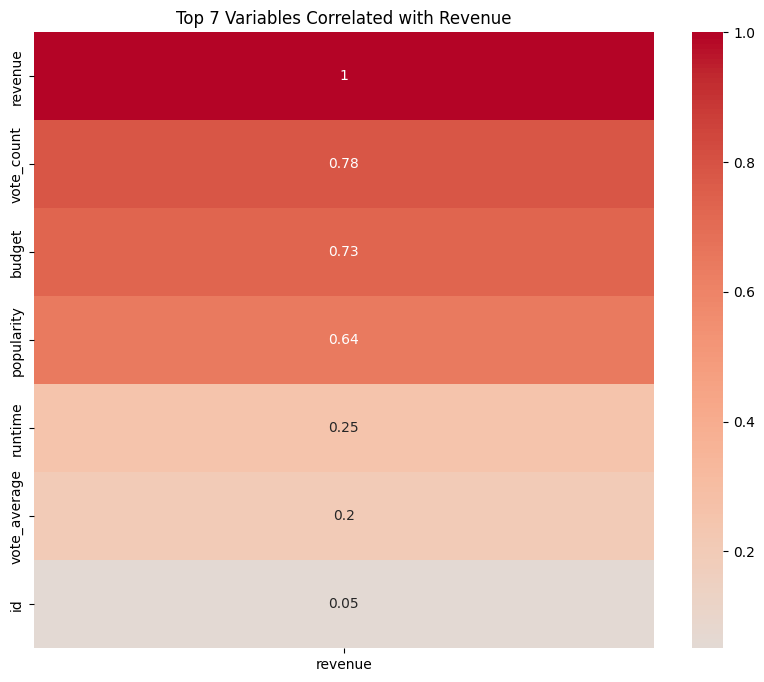 Top 7 Variables Correlated with Revenue
revenue
1
vote_count
0.78
budget
0.73
popularity
0.64
runtime
0.25
vote_average
0.2
id
0.05
revenue
1.0
0.8
0.6
0.4
0.2